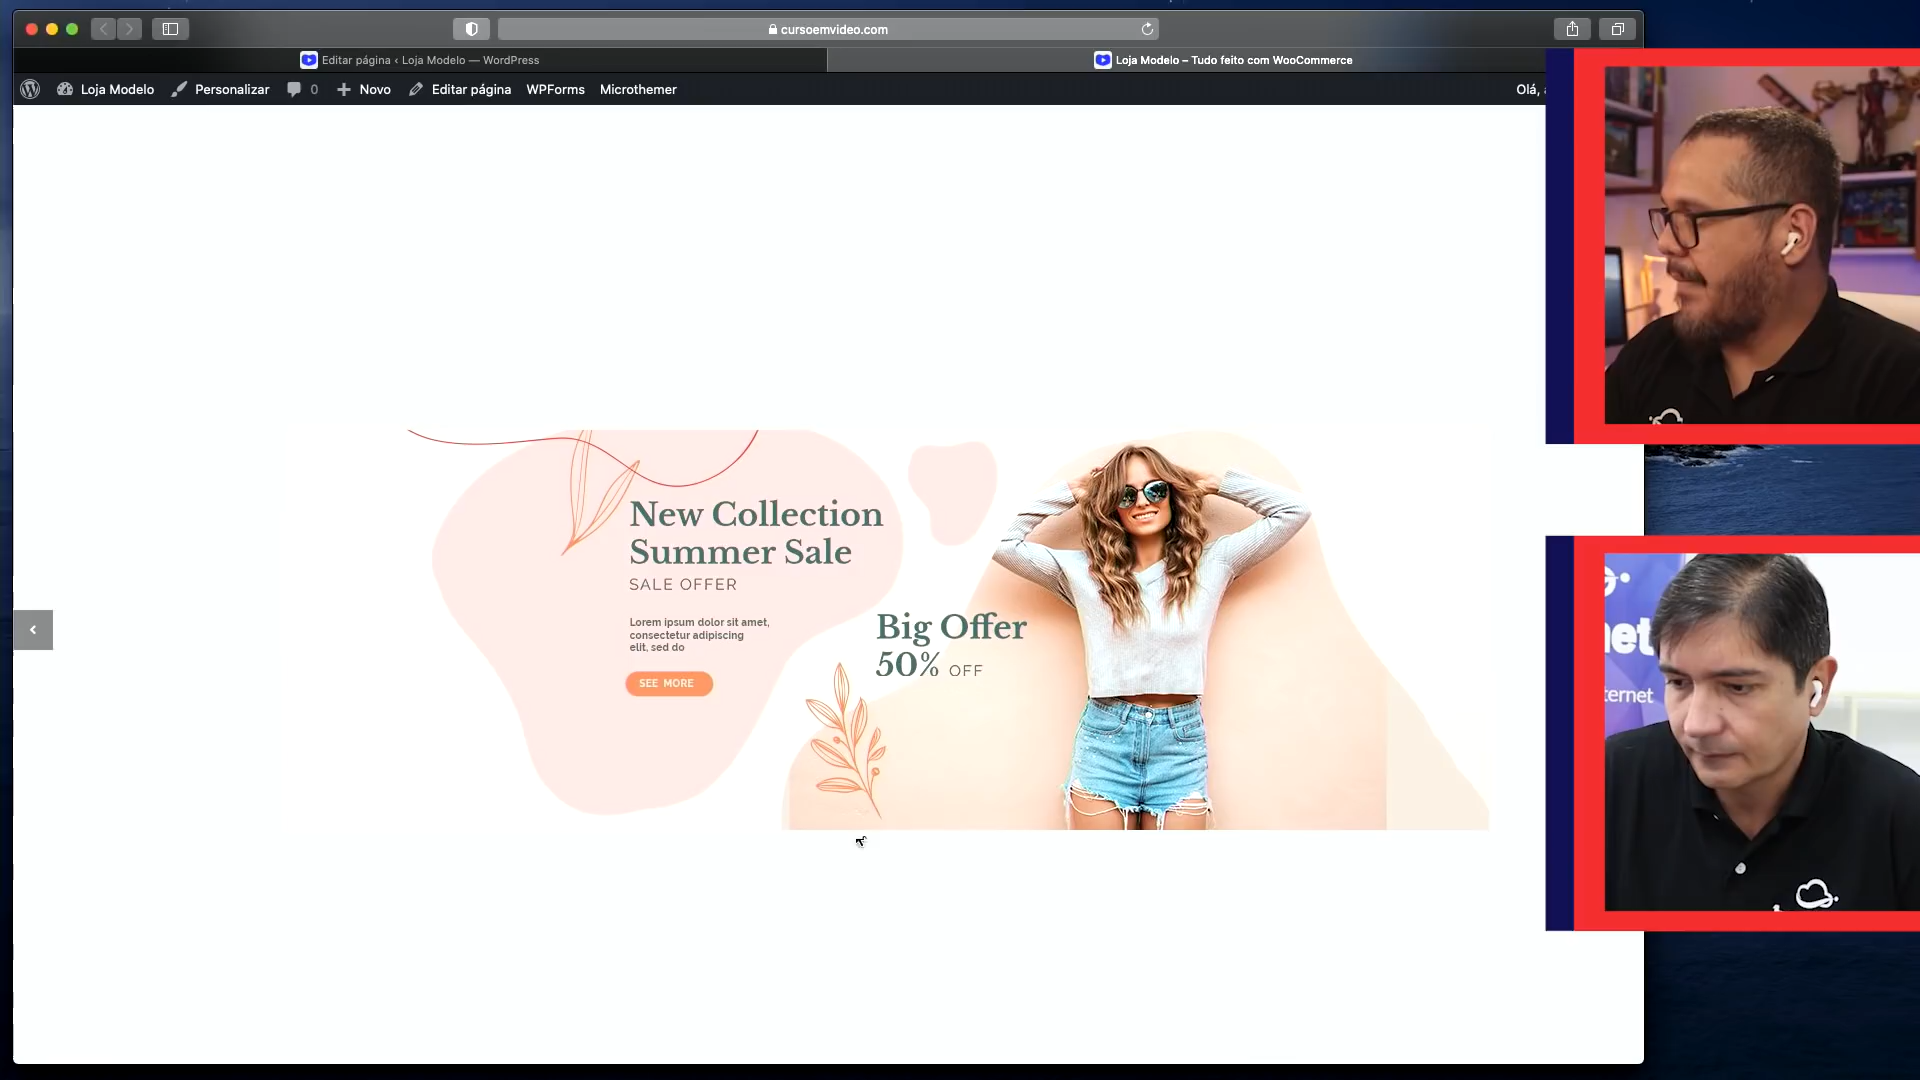 cursoemvideo.com
Editar página ‹ Loja Modelo — WordPress
Loja Modelo – Tudo feito com WooCommerce
Loja Modelo
Personalizar
0
Novo
Editar página
WPForms
Microthemer
Olá,
New Collection
Summer Sale
SALE OFFER
Lorem ipsum dolor sit amet,
consectetur adipiscing
elit, sed do
SEE MORE
Big Offer
50% OFF
net
ternet